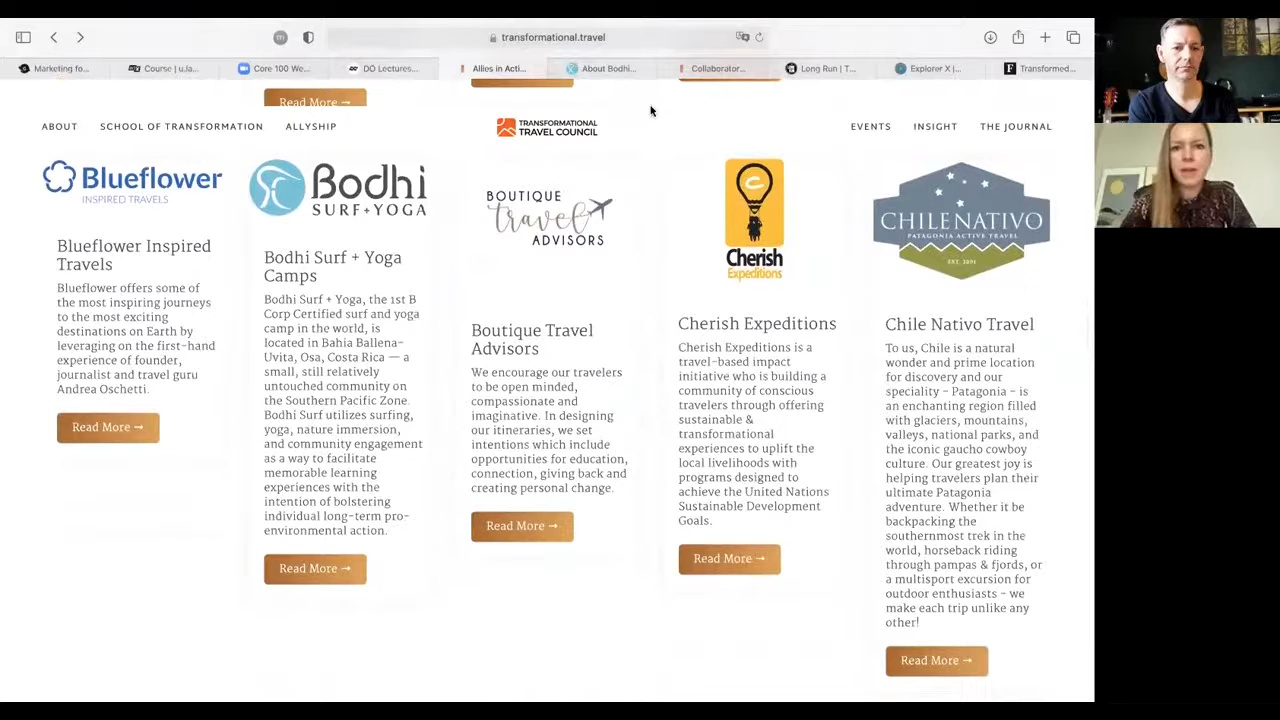 transformational.travel
Marketing fo...
Course | u.la...
Core 100 We...
DO Lectures...
Allies in Acti...
About Bodhi...
Collaborator...
Long Run | T...
Explorer X |...
Transformed...
Read More →
ABOUT
SCHOOL OF TRANSFORMATION
ALLYSHIP
TRANSFORMATIONAL
TRAVEL COUNCIL
EVENTS
INSIGHT
THE JOURNAL
Blueflower
INSPIRED TRAVELS
Blueflower Inspired
Travels
Blueflower offers some of
the most inspiring journeys
to the most exciting
destinations on Earth by
leveraging on the first-hand
experience of founder,
journalist and travel guru
Andrea Oschetti.
Read More →
Bodhi
SURF+YOGA
Bodhi Surf + Yoga
Camps
Bodhi Surf + Yoga, the 1st B
Corp Certified surf and yoga
camp in the world, is
located in Bahia Ballena-
Uvita, Osa, Costa Rica — a
small, still relatively
untouched community on
the Southern Pacific Zone.
Bodhi Surf utilizes surfing,
yoga, nature immersion,
and community engagement
as a way to facilitate
memorable learning
experiences with the
intention of bolstering
individual long-term pro-
environmental action.
Read More →
BOUTIQUE
travel
ADVISORS
Boutique Travel
Advisors
We encourage our travelers
to be open minded,
compassionate and
imaginative. In designing
our itineraries, we set
intentions which include
opportunities for education,
connection, giving back and
creating personal change.
Read More →
Cherish
Expeditions
Cherish Expeditions
Cherish Expeditions is a
travel-based impact
initiative who is building a
community of conscious
travelers through offering
sustainable &
transformational
experiences to uplift the
local livelihoods with
programs designed to
achieve the United Nations
Sustainable Development
Goals.
Read More →
CHILE NATIVO
PATAGONIA ACTIVE TRAVEL
Chile Nativo Travel
To us, Chile is a natural
wonder and prime location
for discovery and our
speciality - Patagonia - is
an enchanting region filled
with glaciers, mountains,
valleys, national parks, and
the iconic gaucho cowboy
culture. Our greatest joy is
helping travelers plan their
ultimate Patagonia
adventure. Whether it be
backpacking the
southernmost trek in the
world, horseback riding
through pampas & fjords, or
a multisport excursion for
outdoor enthusiasts - we
make each trip unlike any
other!
Read More →